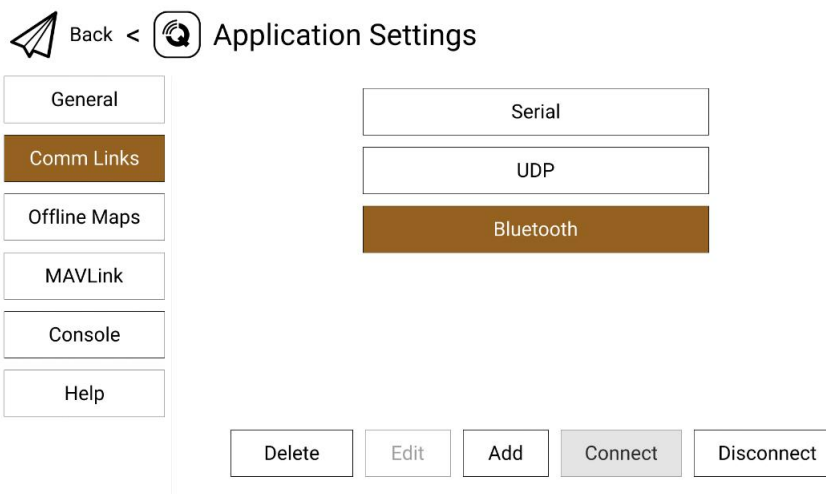 Back < Application Settings
General
Comm Links
Offline Maps
MAVLink
Console
Help
Serial
UDP
Bluetooth
Delete Edit Add Connect Disconnect